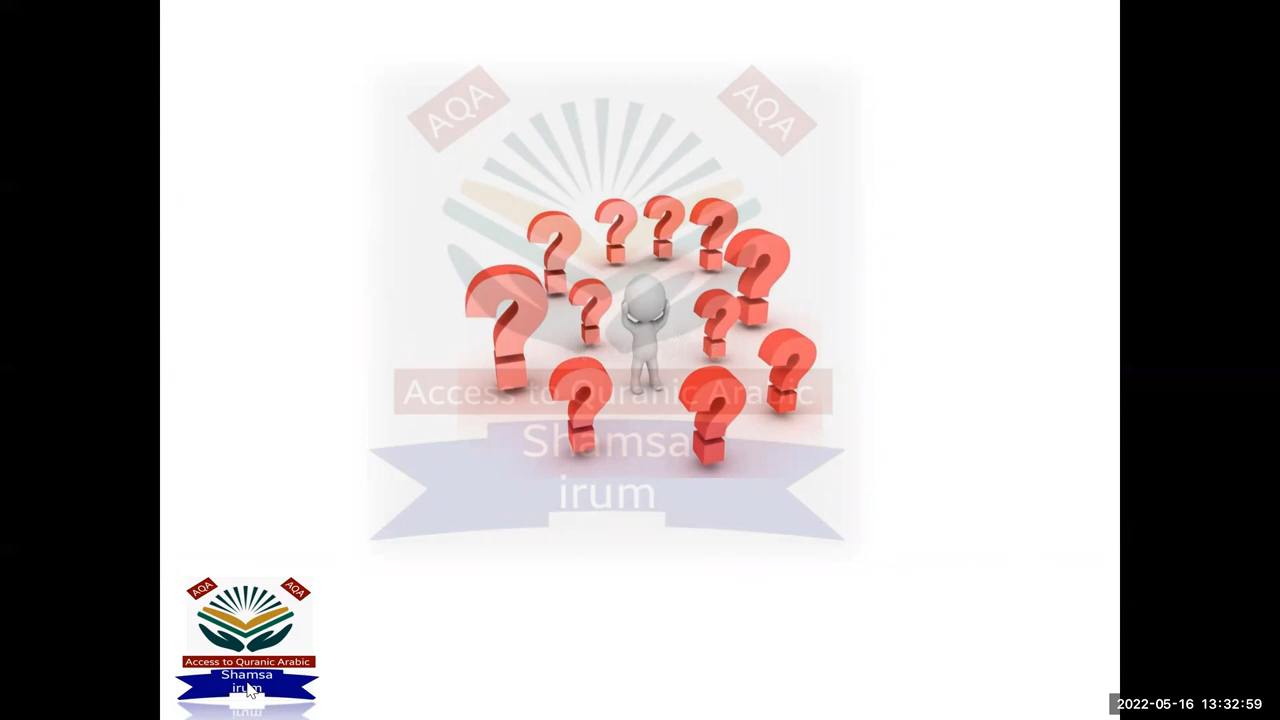 AQA
AQA
Access to Quranic Arabic
Shamsa
irum
AQA
AQA
Access to Quranic Arabic
Shamsa
irum
2022-05-16 13:32:59